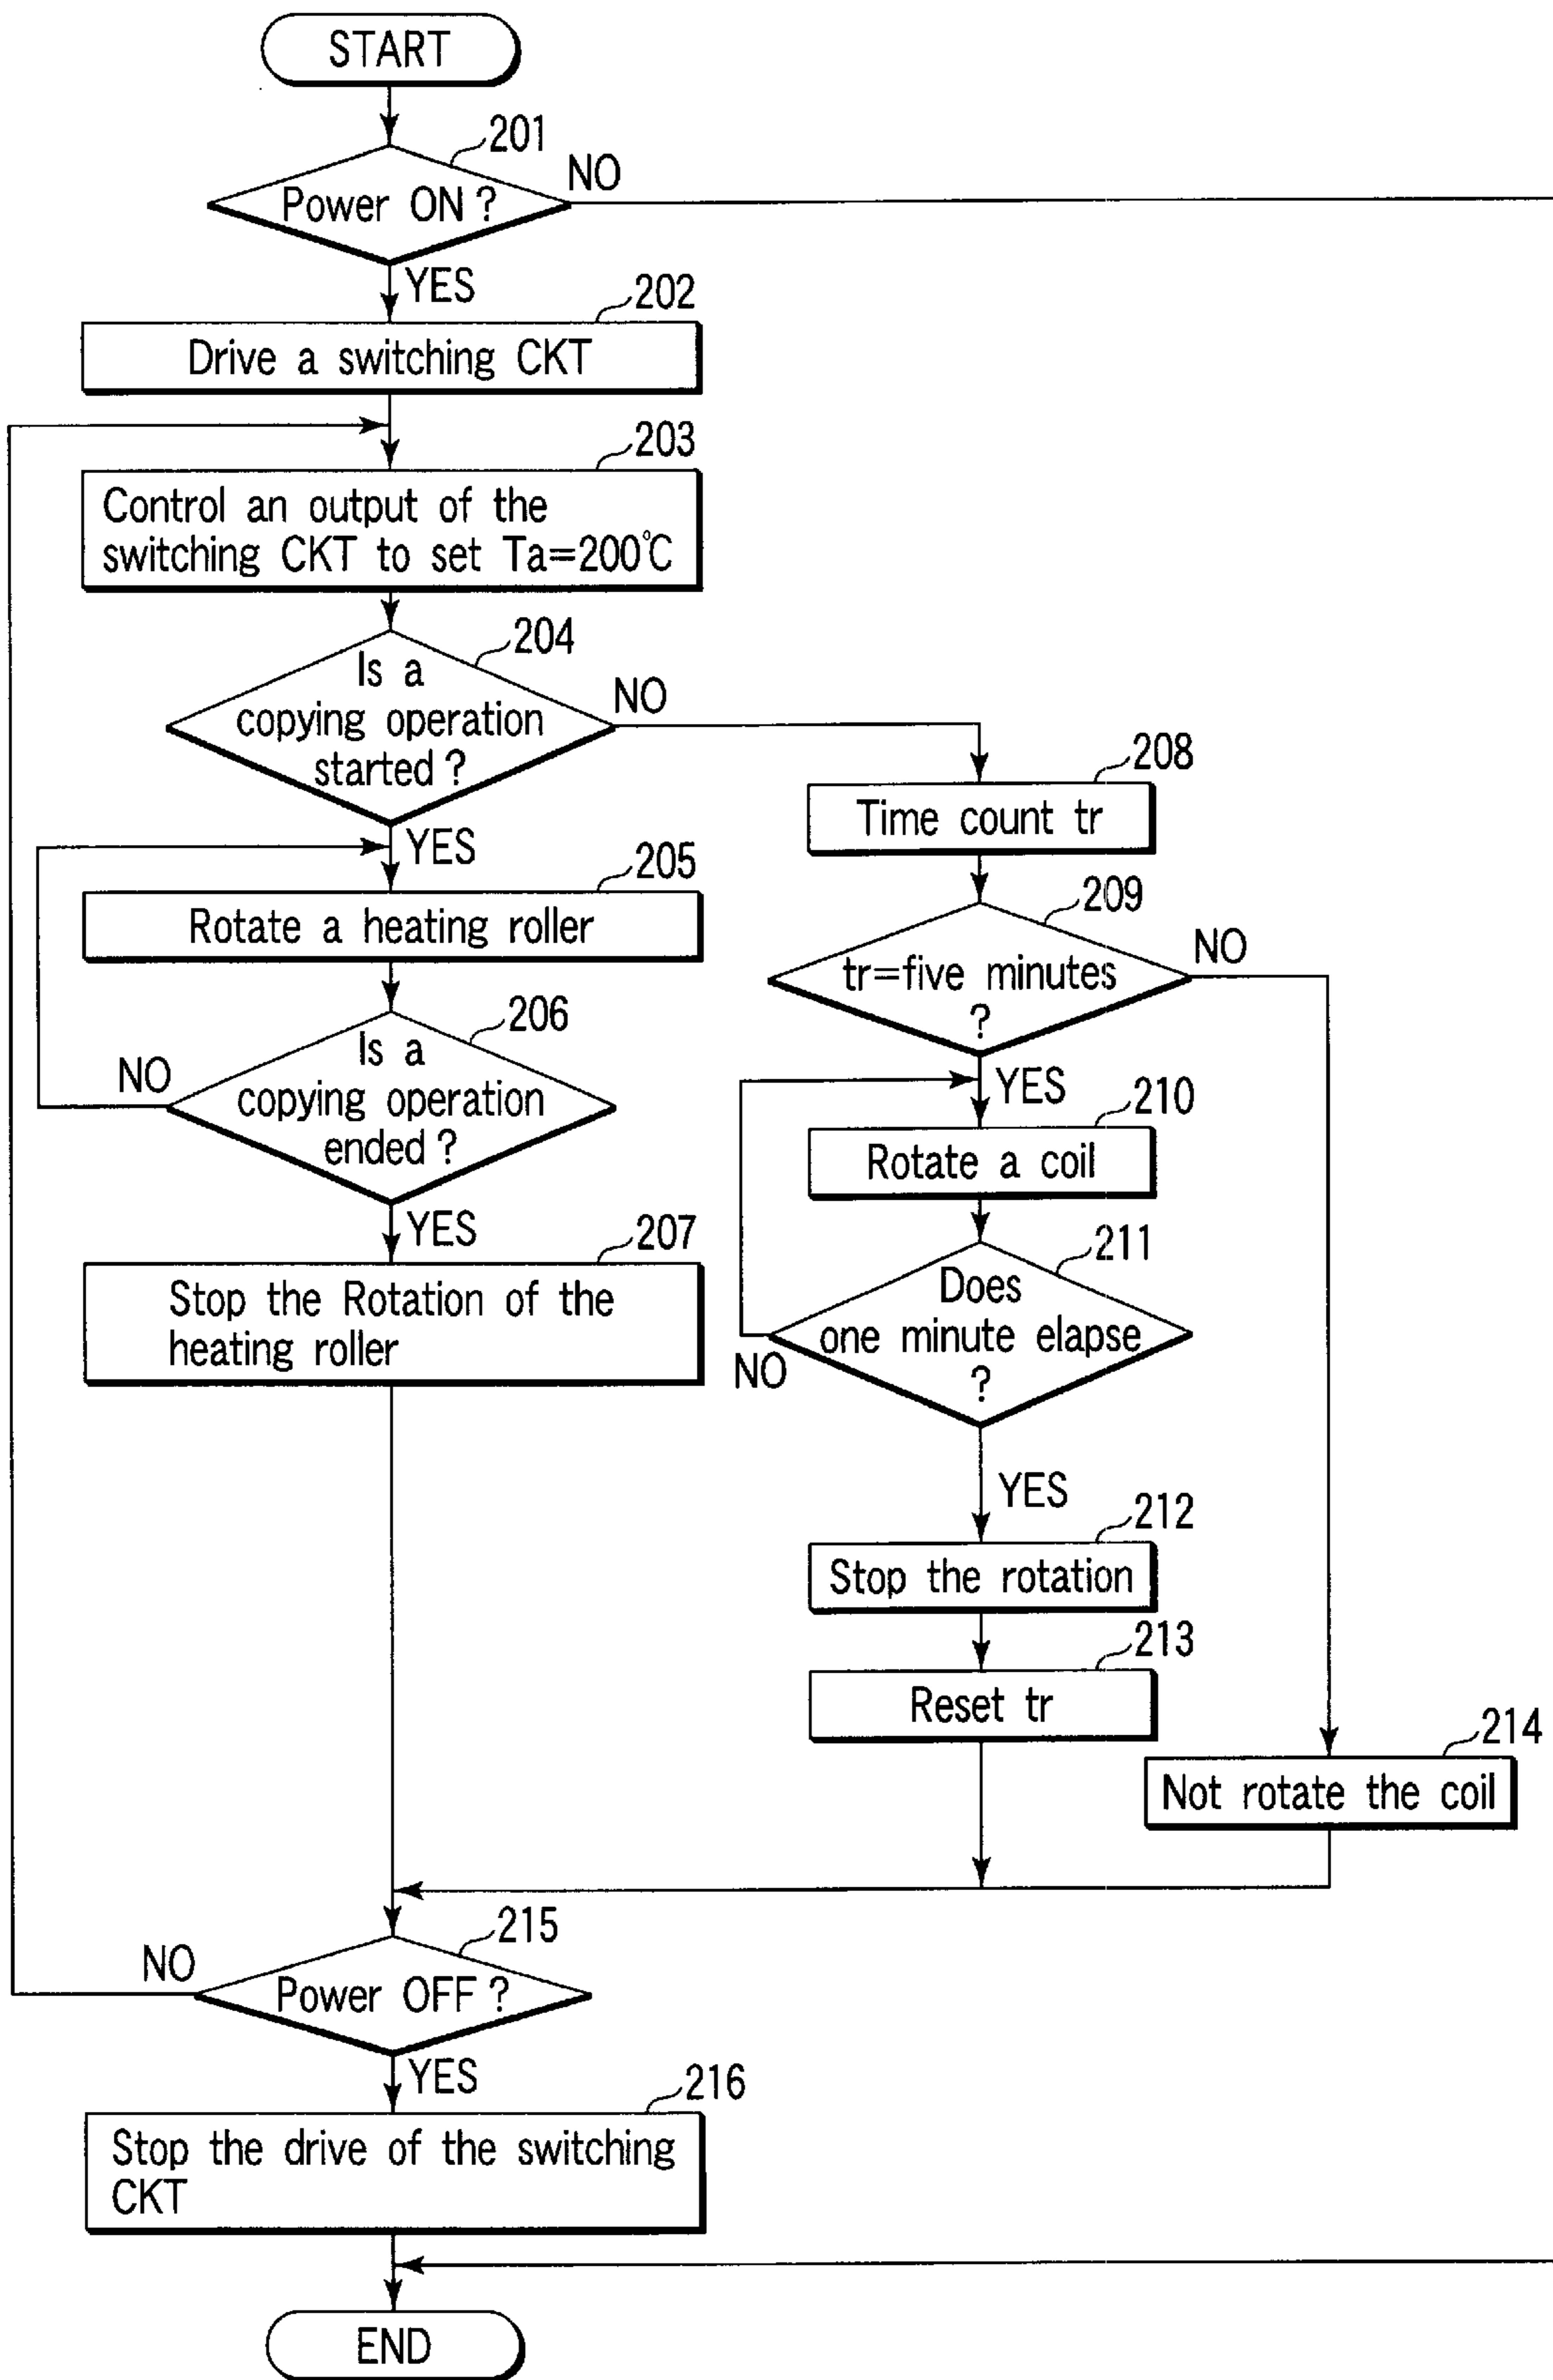 START
201
Power ON ?
NO
YES
202
Drive a switching CKT
203
Control an output of the
switching CKT to set Ta=200℃
204
Is a
copying operation
started ?
NO
YES
205
Rotate a heating roller
206
Is a
copying operation
ended ?
NO
YES
207
Stop the Rotation of the
heating roller
208
Time count tr
209
tr=five minutes
?
NO
YES
210
Rotate a coil
211
Does
one minute elapse
?
NO
YES
212
Stop the rotation
213
Reset tr
214
Not rotate the coil
215
Power OFF ?
NO
YES
216
Stop the drive of the switching
CKT
END